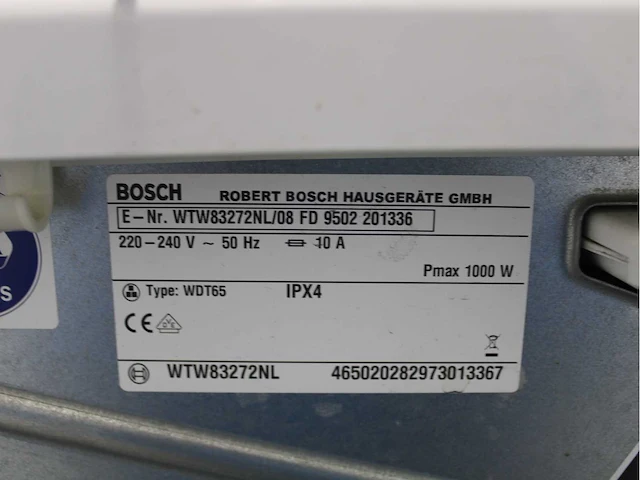 BOSCH ROBERT BOSCH HAUSGERÄTE GMBH
E-Nr. WTW83272NL/08 FD 9502 201336
220-240 V ~ 50 Hz 10 A
Pmax 1000 W
Type: WDT65 IPX4
CE
WTW83272NL 465020282973013367